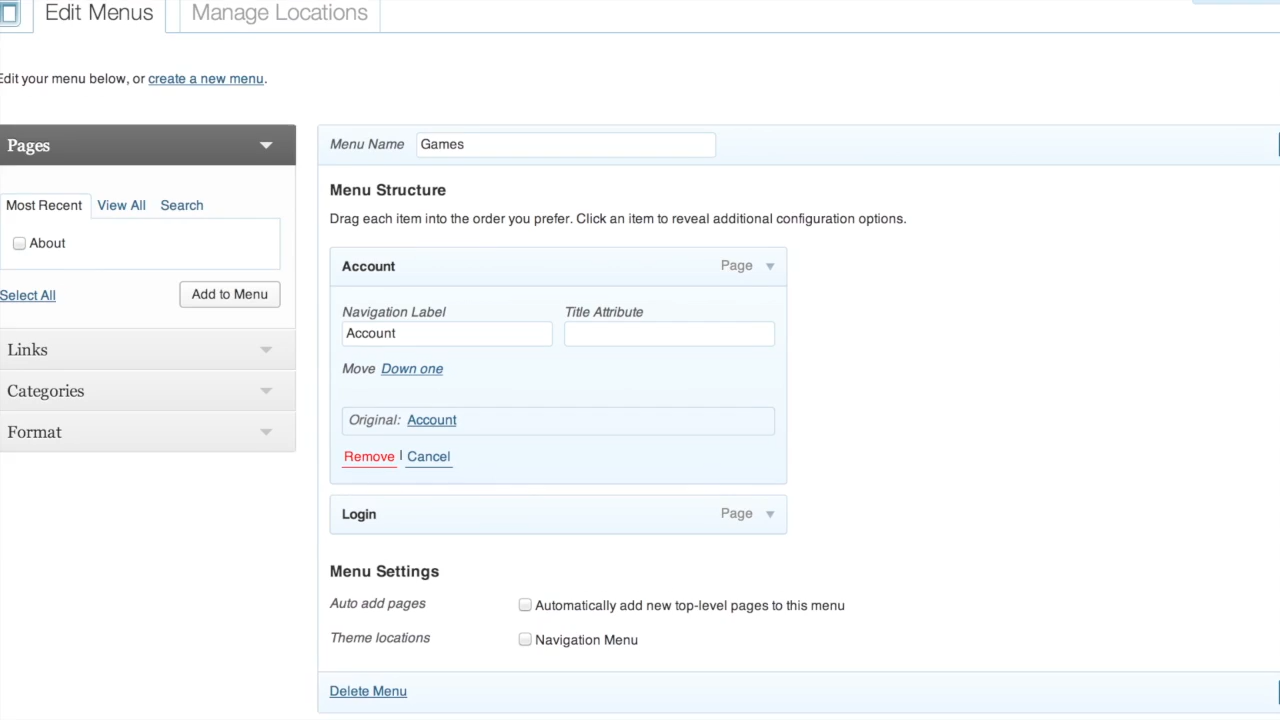 Edit Menus
Manage Locations
Edit your menu below, or create a new menu.
Pages
Most Recent
View All
Search
About
Select All
Add to Menu
Links
Categories
Format
Menu Name
Games
Menu Structure
Drag each item into the order you prefer. Click an item to reveal additional configuration options.
Account
Page
Navigation Label
Title Attribute
Account
Move Down one
Original: Account
Remove | Cancel
Login
Page
Menu Settings
Auto add pages
Automatically add new top-level pages to this menu
Theme locations
Navigation Menu
Delete Menu